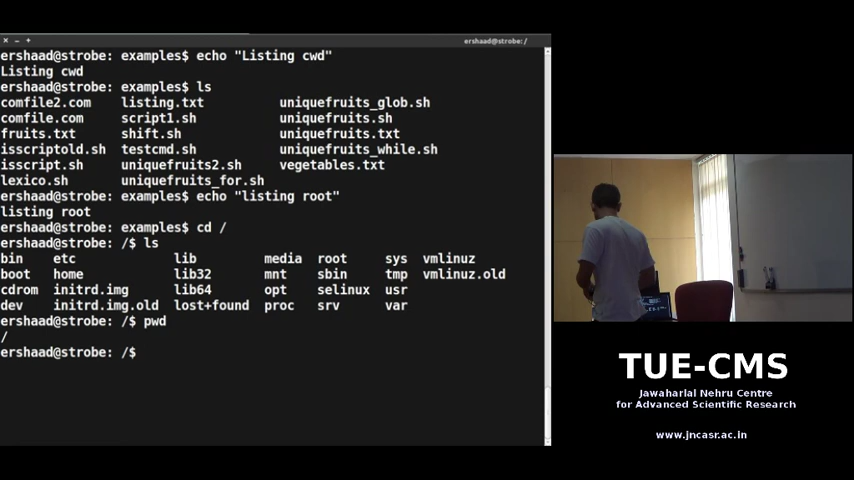 × – + ershaad@strobe: /
ershaad@strobe: examples$ echo "Listing cwd"
Listing cwd
ershaad@strobe: examples$ ls
comfile2.com listing.txt uniquefruits_glob.sh
comfile.com script1.sh uniquefruits.sh
fruits.txt shift.sh uniquefruits.txt
isscriptold.sh testcmd.sh uniquefruits_while.sh
isscript.sh uniquefruits2.sh vegetables.txt
lexico.sh uniquefruits_for.sh
ershaad@strobe: examples$ echo "listing root"
listing root
ershaad@strobe: examples$ cd /
ershaad@strobe: /$ ls
bin etc lib media root sys vmlinuz
boot home lib32 mnt sbin tmp vmlinuz.old
cdrom initrd.img lib64 opt selinux usr
dev initrd.img.old lost+found proc srv var
ershaad@strobe: /$ pwd
/
ershaad@strobe: /$
TUE-CMS
Jawaharlal Nehru Centre
for Advanced Scientific Research
www.jncasr.ac.in